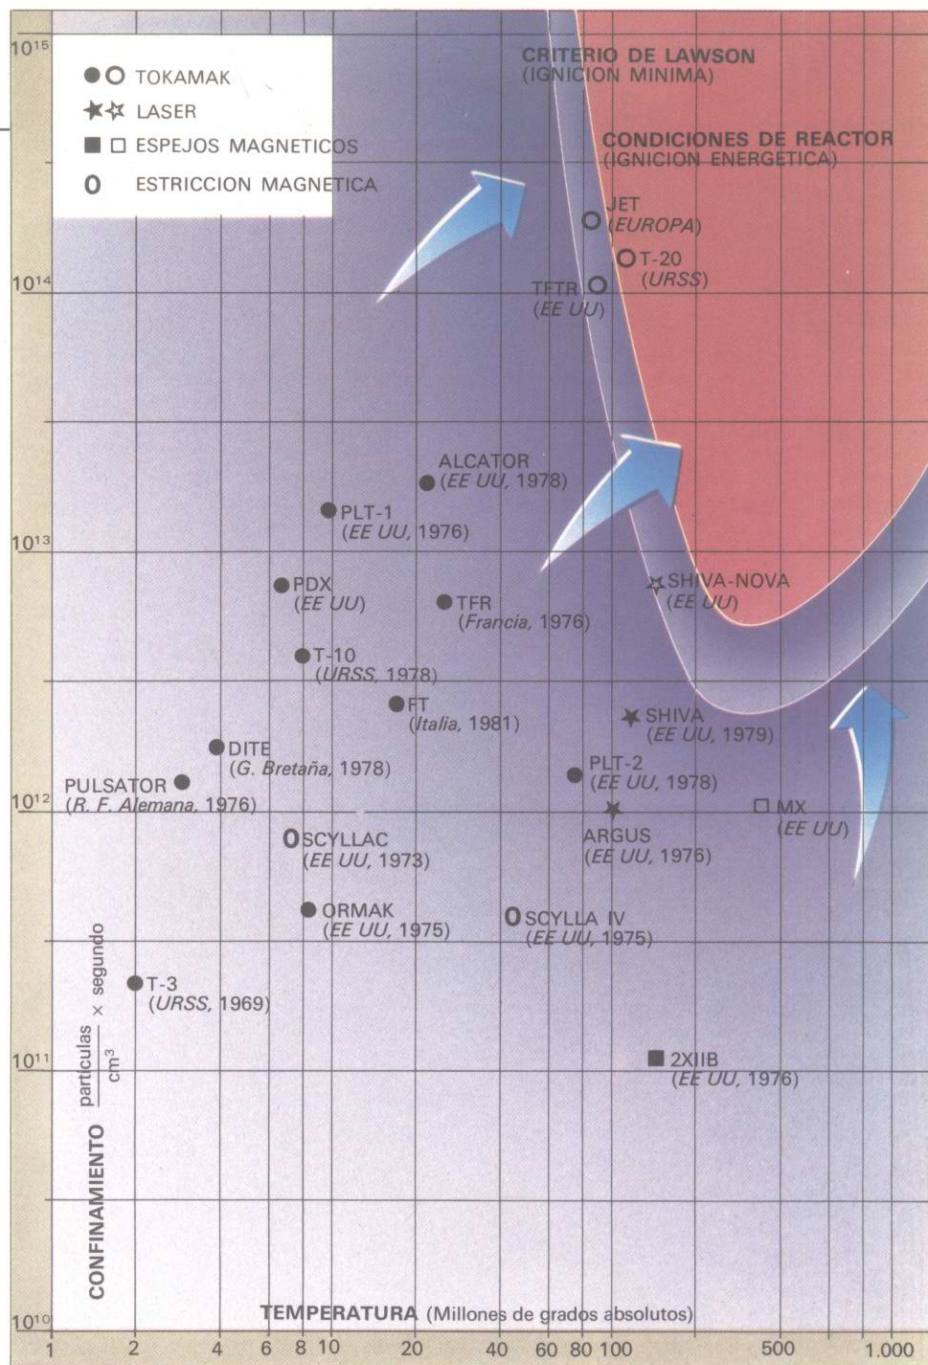 10¹⁵
TOKAMAK
LASER
ESPEJOS MAGNETICOS
ESTRICCION MAGNETICA
CRITERIO DE LAWSON
(IGNICION MINIMA)
CONDICIONES DE REACTOR
(IGNICION ENERGETICA)
JET
(EUROPA)
T-20
(URSS)
TFTR
(EE UU)
10¹⁴
ALCATOR
(EE UU, 1978)
PLT-1
(EE UU, 1976)
10¹³
PDX
(EE UU)
TFR
(Francia, 1976)
SHIVA-NOVA
(EE UU)
T-10
(URSS, 1978)
FT
(Italia, 1981)
SHIVA
(EE UU, 1979)
DITE
(G. Bretaña, 1978)
PLT-2
(EE UU, 1978)
PULSATOR
(R. F. Alemana, 1976)
10¹²
MX
(EE UU)
ARGUS
(EE UU, 1976)
SCYLLAC
(EE UU, 1973)
ORMAK
(EE UU, 1975)
SCYLLA IV
(EE UU, 1975)
T-3
(URSS, 1969)
10¹¹
2XIIB
(EE UU, 1976)
CONFINAMIENTO partículas / cm³ × segundo
10¹⁰
TEMPERATURA (Millones de grados absolutos)
1 2 4 6 8 10 20 40 60 80 100 500 1.000